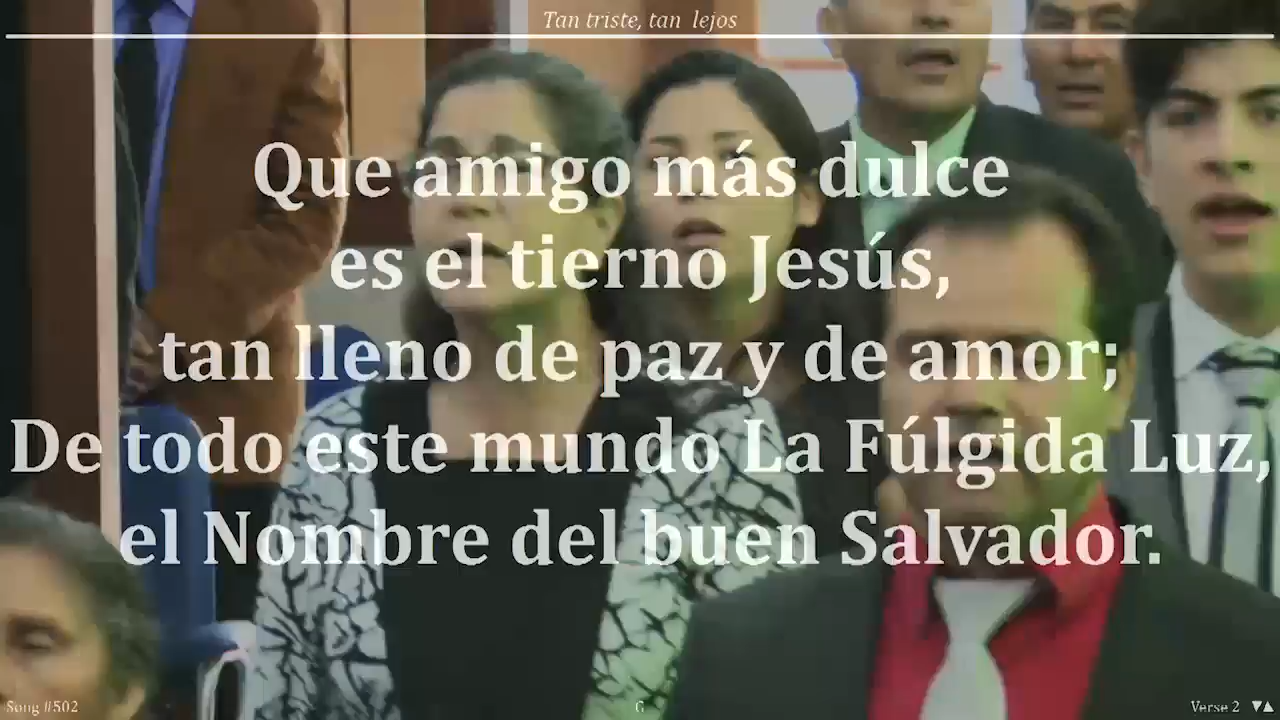 Tan triste, tan lejos
Que amigo más dulce
es el tierno Jesús,
tan lleno de paz y de amor;
De todo este mundo La Fúlgida Luz,
el Nombre del buen Salvador.
Song #502
G
Verse 2 ▼▲